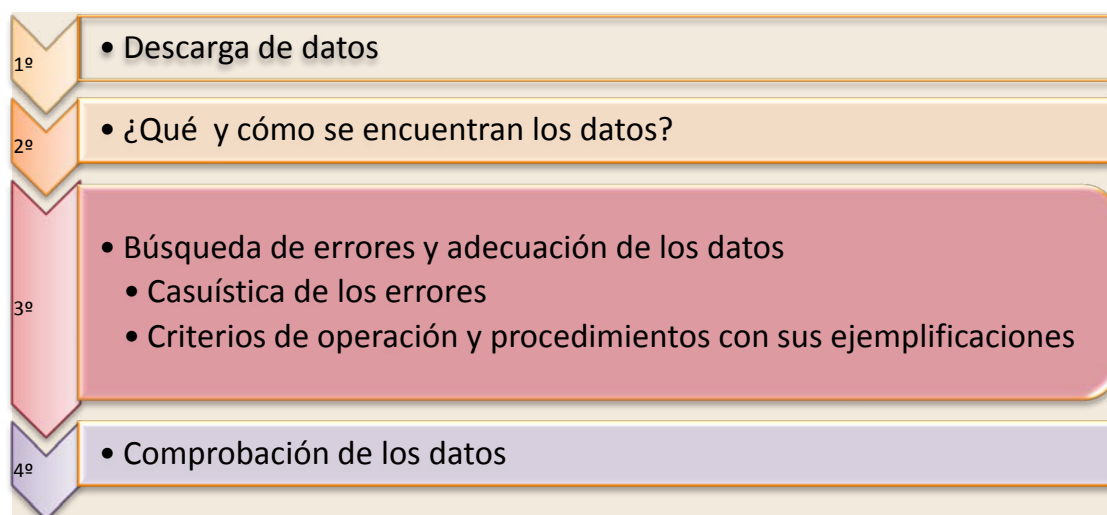 1º
• Descarga de datos
2º
• ¿Qué  y cómo se encuentran los datos?
3º
• Búsqueda de errores y adecuación de los datos
• Casuística de los errores
• Criterios de operación y procedimientos con sus ejemplificaciones
4º
• Comprobación de los datos